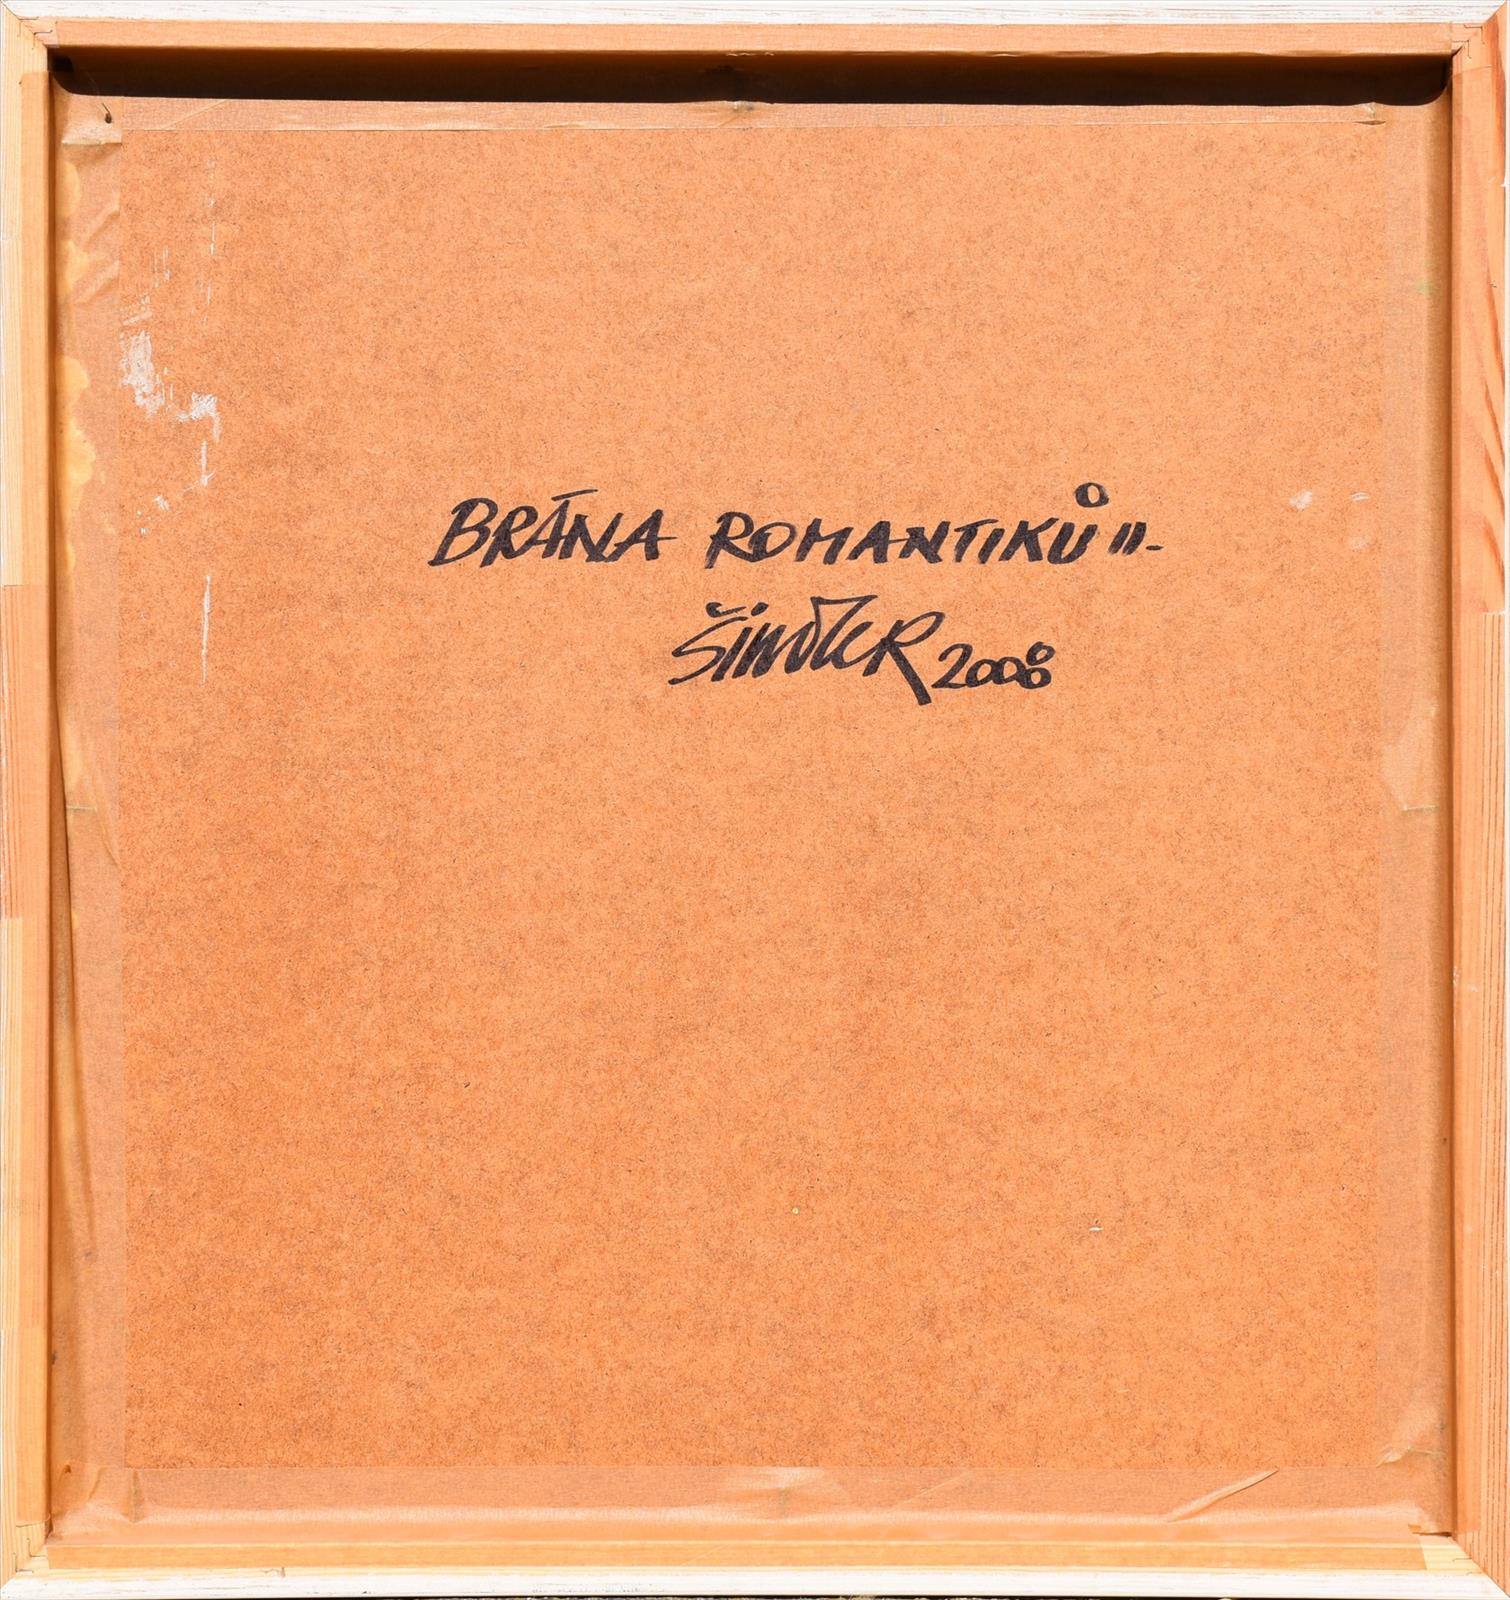 BRÁNA ROMANTIKŮ II.
ŠINDLER 2008